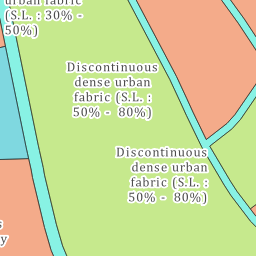 urban fabric
(S.L. : 30% -
50%)
Discontinuous
dense urban
fabric (S.L. :
50% -  80%)
Discontinuous
dense urban
fabric (S.L. :
50% -  80%)